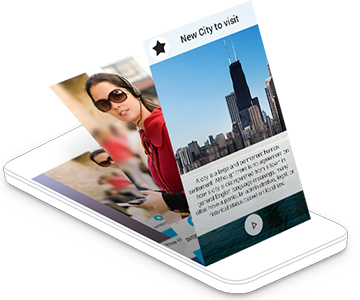 New City to visit
A city is a large and permanent human
settlement. Although there is no agreement on
how a city is distinguished from a town in
general English language meanings, many
cities have a particular administrative, legal, or
historical status based on local law.